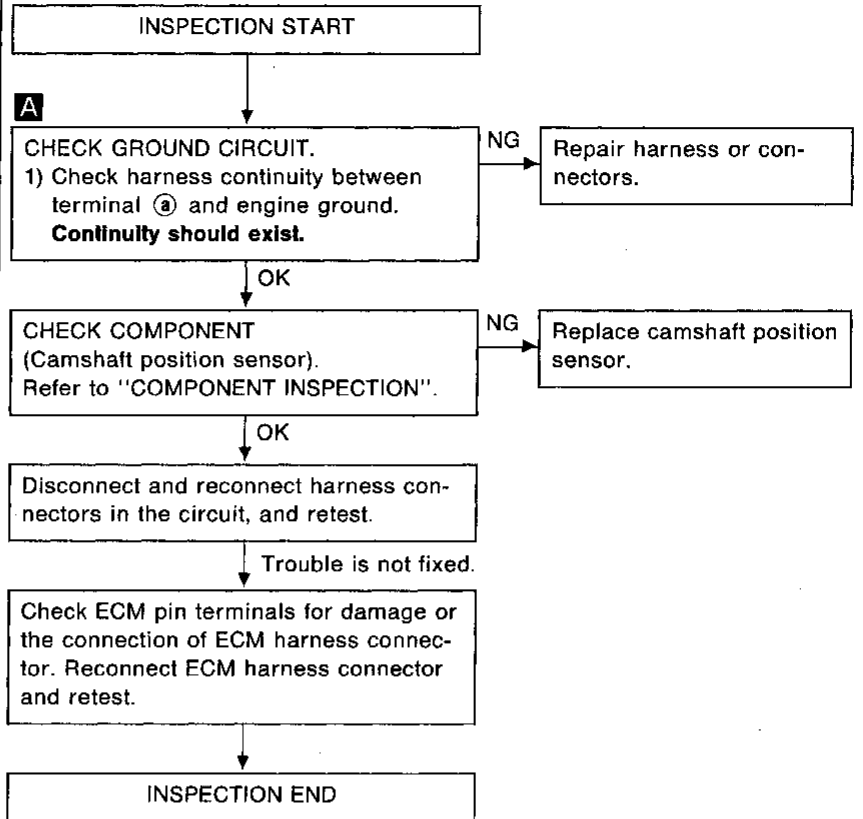 INSPECTION START
A
CHECK GROUND CIRCUIT.
1) Check harness continuity between
terminal ⓐ and engine ground.
Continuity should exist.
NG
Repair harness or con-
nectors.
OK
CHECK COMPONENT
(Camshaft position sensor).
Refer to "COMPONENT INSPECTION".
NG
Replace camshaft position
sensor.
OK
Disconnect and reconnect harness con-
nectors in the circuit, and retest.
Trouble is not fixed.
Check ECM pin terminals for damage or
the connection of ECM harness connec-
tor. Reconnect ECM harness connector
and retest.
INSPECTION END